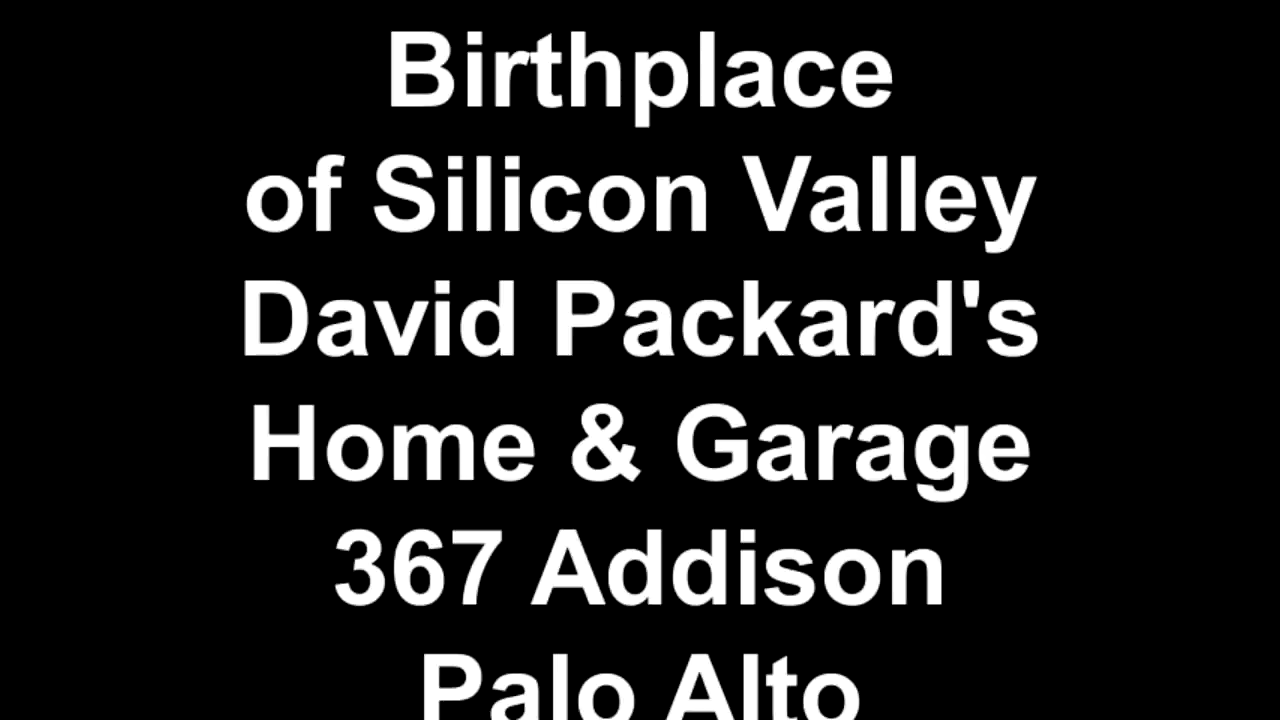 Birthplace
of Silicon Valley
David Packard's
Home & Garage
367 Addison
Palo Alto